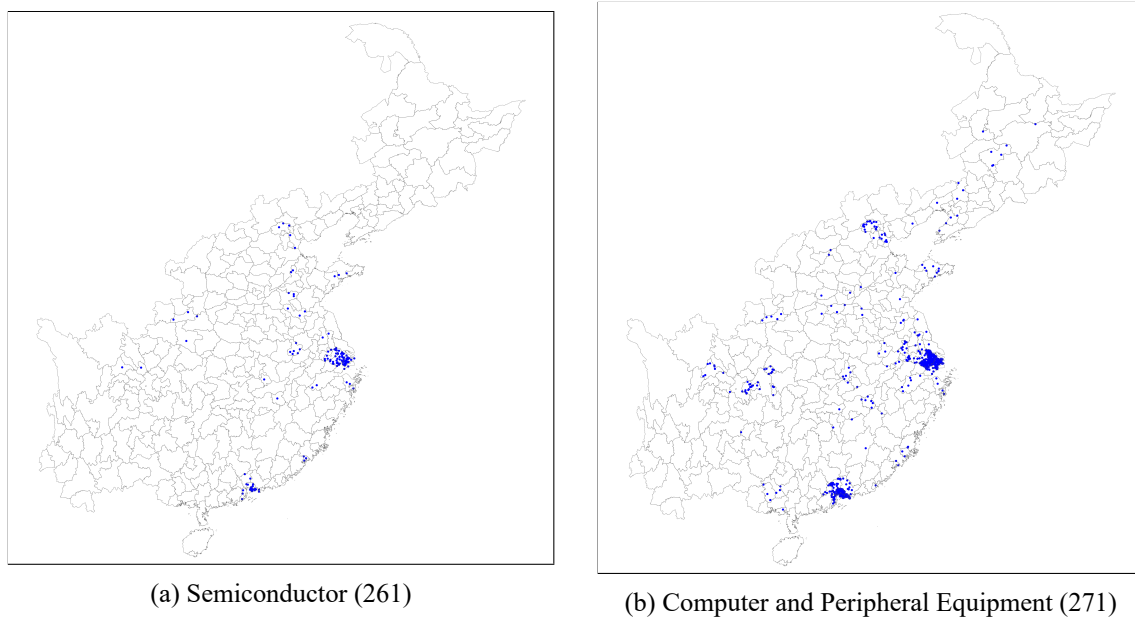 (a) Semiconductor (261)
(b) Computer and Peripheral Equipment (271)